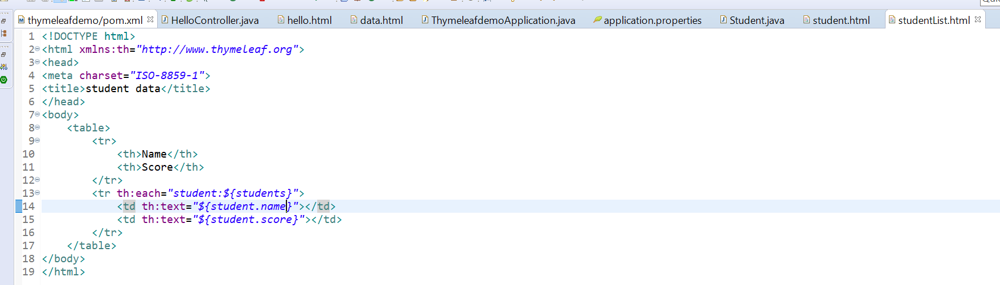 thymeleafdemo/pom.xml HelloController.java hello.html data.html ThymeleafdemoApplication.java application.properties Student.java student.html studentList.html
1 <!DOCTYPE html>
2 <html xmlns:th="http://www.thymeleaf.org">
3 <head>
4 <meta charset="ISO-8859-1">
5 <title>student data</title>
6 </head>
7 <body>
8     <table>
9         <tr>
10             <th>Name</th>
11             <th>Score</th>
12         </tr>
13         <tr th:each="student:${students}">
14             <td th:text="${student.name}"></td>
15             <td th:text="${student.score}"></td>
16         </tr>
17     </table>
18 </body>
19 </html>